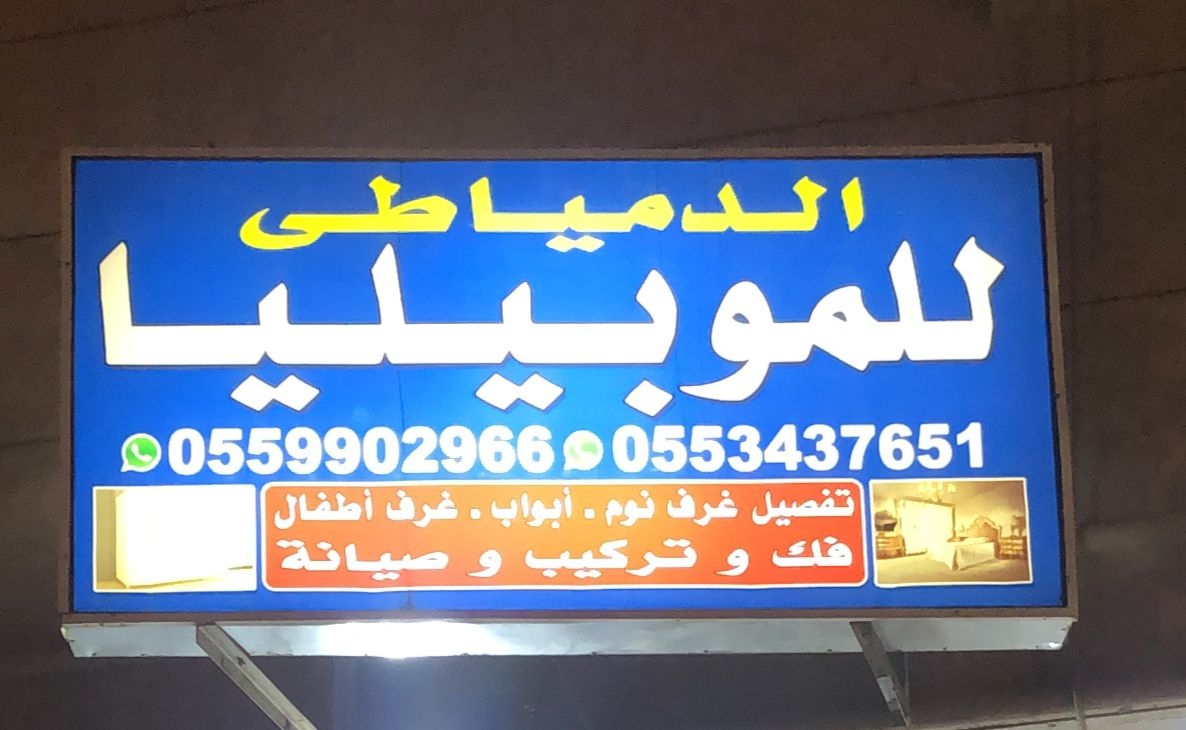 الدمياطى
للموبيليا
0559902966 0553437651
تفصيل غرف نوم . أبواب . غرف أطفال
فك و تركيب و صيانة